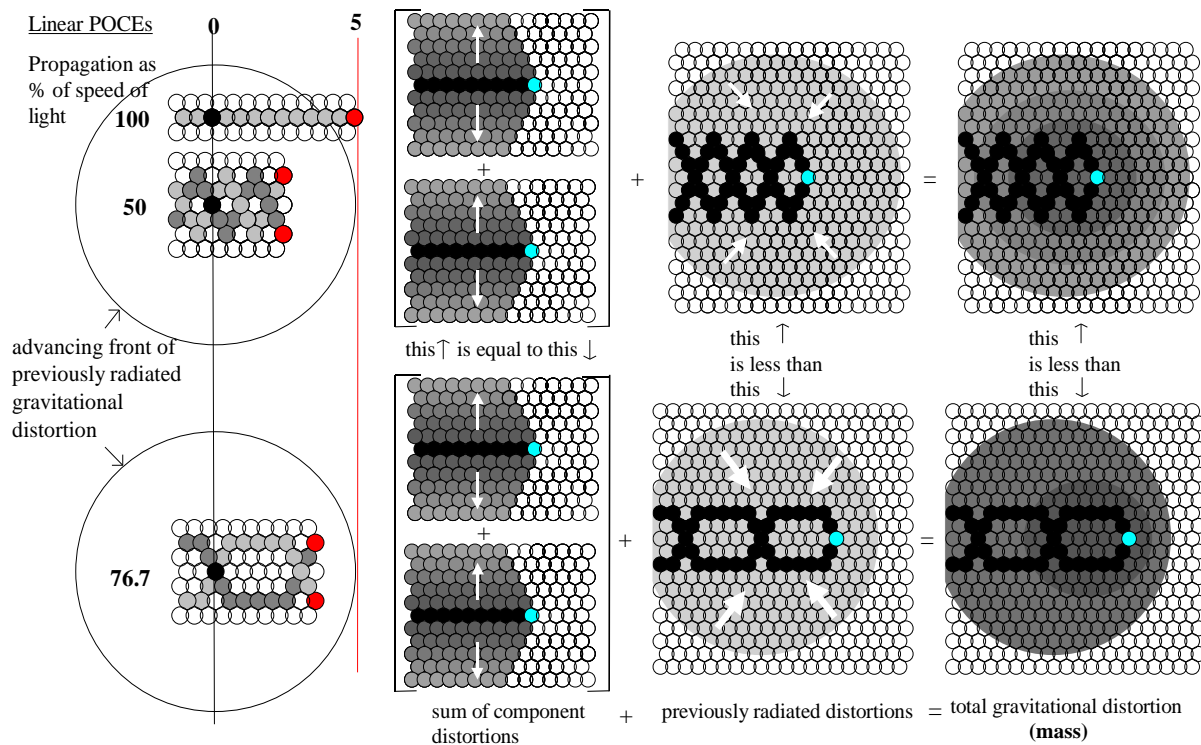 Linear POCEs
0
5
Propagation as
% of speed of
light
100
50
advancing front of
previously radiated
gravitational
distortion
76.7
+
+
=
this ↑ is equal to this ↓
this ↑
is less than
this ↓
this ↑
is less than
this ↓
+
+
=
sum of component
distortions
+
previously radiated distortions
=
total gravitational distortion
(mass)